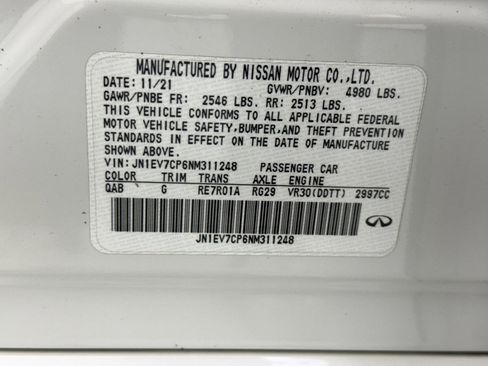 MANUFACTURED BY NISSAN MOTOR CO.,LTD.
DATE: 11/21 GVWR/PNBV: 4980 LBS.
GAWR/PNBE FR: 2546 LBS. RR: 2513 LBS.
THIS VEHICLE CONFORMS TO ALL APPLICABLE FEDERAL
MOTOR VEHICLE SAFETY,BUMPER,AND THEFT PREVENTION
STANDARDS IN EFFECT ON THE DATE OF MANUFACTURE
SHOWN ABOVE.
VIN: JN1EV7CP6NM311248 PASSENGER CAR
COLOR TRIM TRANS AXLE ENGINE
QAB G RE7R01A RG29 VR30(DDTT) 2997CC
JN1EV7CP6NM311248